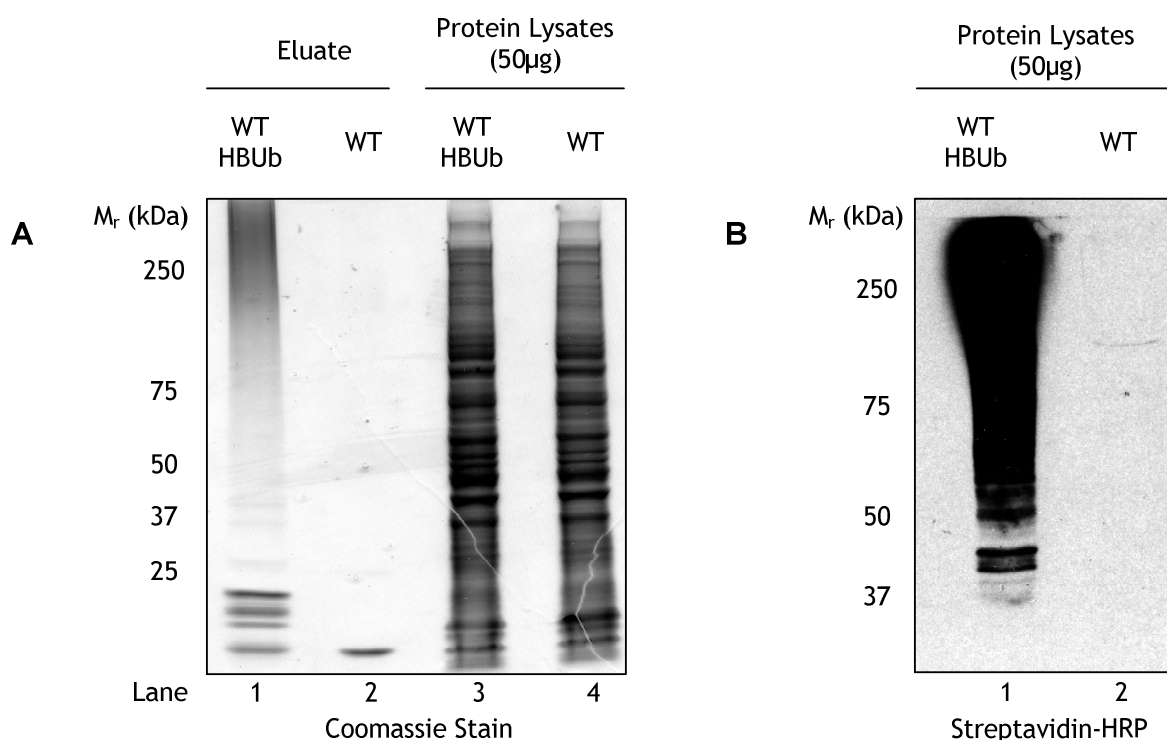 Eluate
Protein Lysates
(50µg)
WT
HBUb
WT
WT
HBUb
WT
A
Mr (kDa)
250
75
50
37
25
Lane
1
2
3
4
Coomassie Stain
Protein Lysates
(50µg)
WT
HBUb
WT
B
Mr (kDa)
250
75
50
37
1
2
Streptavidin-HRP